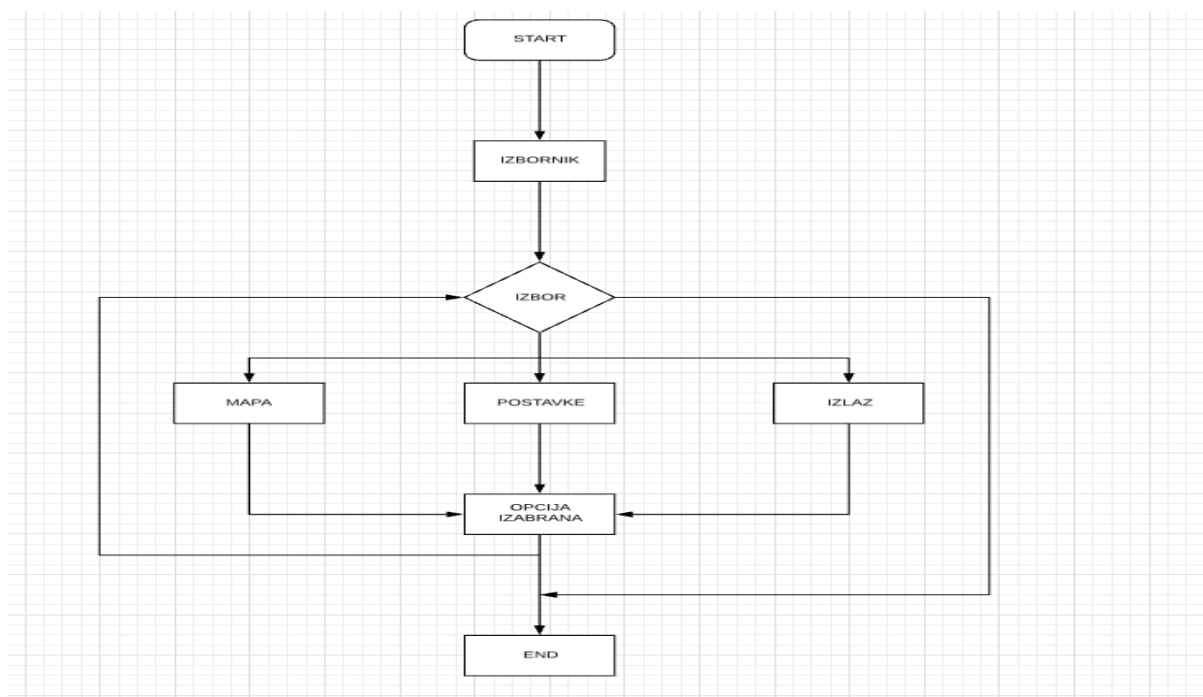 START
IZBORNIK
IZBOR
MAPA
POSTAVKE
IZLAZ
OPCIJA
IZABRANA
END